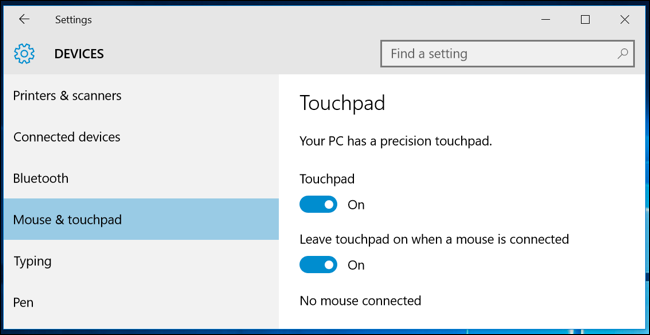 Settings
DEVICES
Find a setting
Printers & scanners
Connected devices
Bluetooth
Mouse & touchpad
Typing
Pen
Touchpad
Your PC has a precision touchpad.
Touchpad
On
Leave touchpad on when a mouse is connected
On
No mouse connected